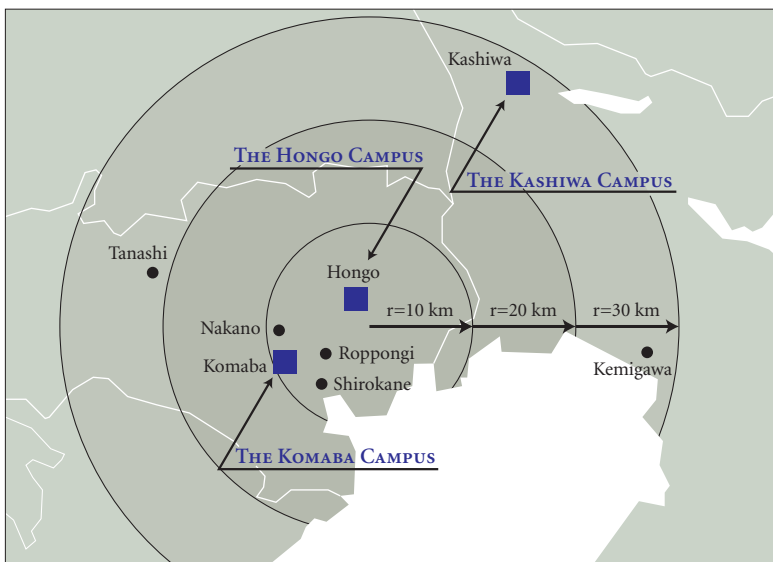 Kashiwa
The Hongo Campus
The Kashiwa Campus
Tanashi
Hongo
r=10 km
r=20 km
r=30 km
Nakano
Roppongi
Komaba
Kemigawa
Shirokane
The Komaba Campus